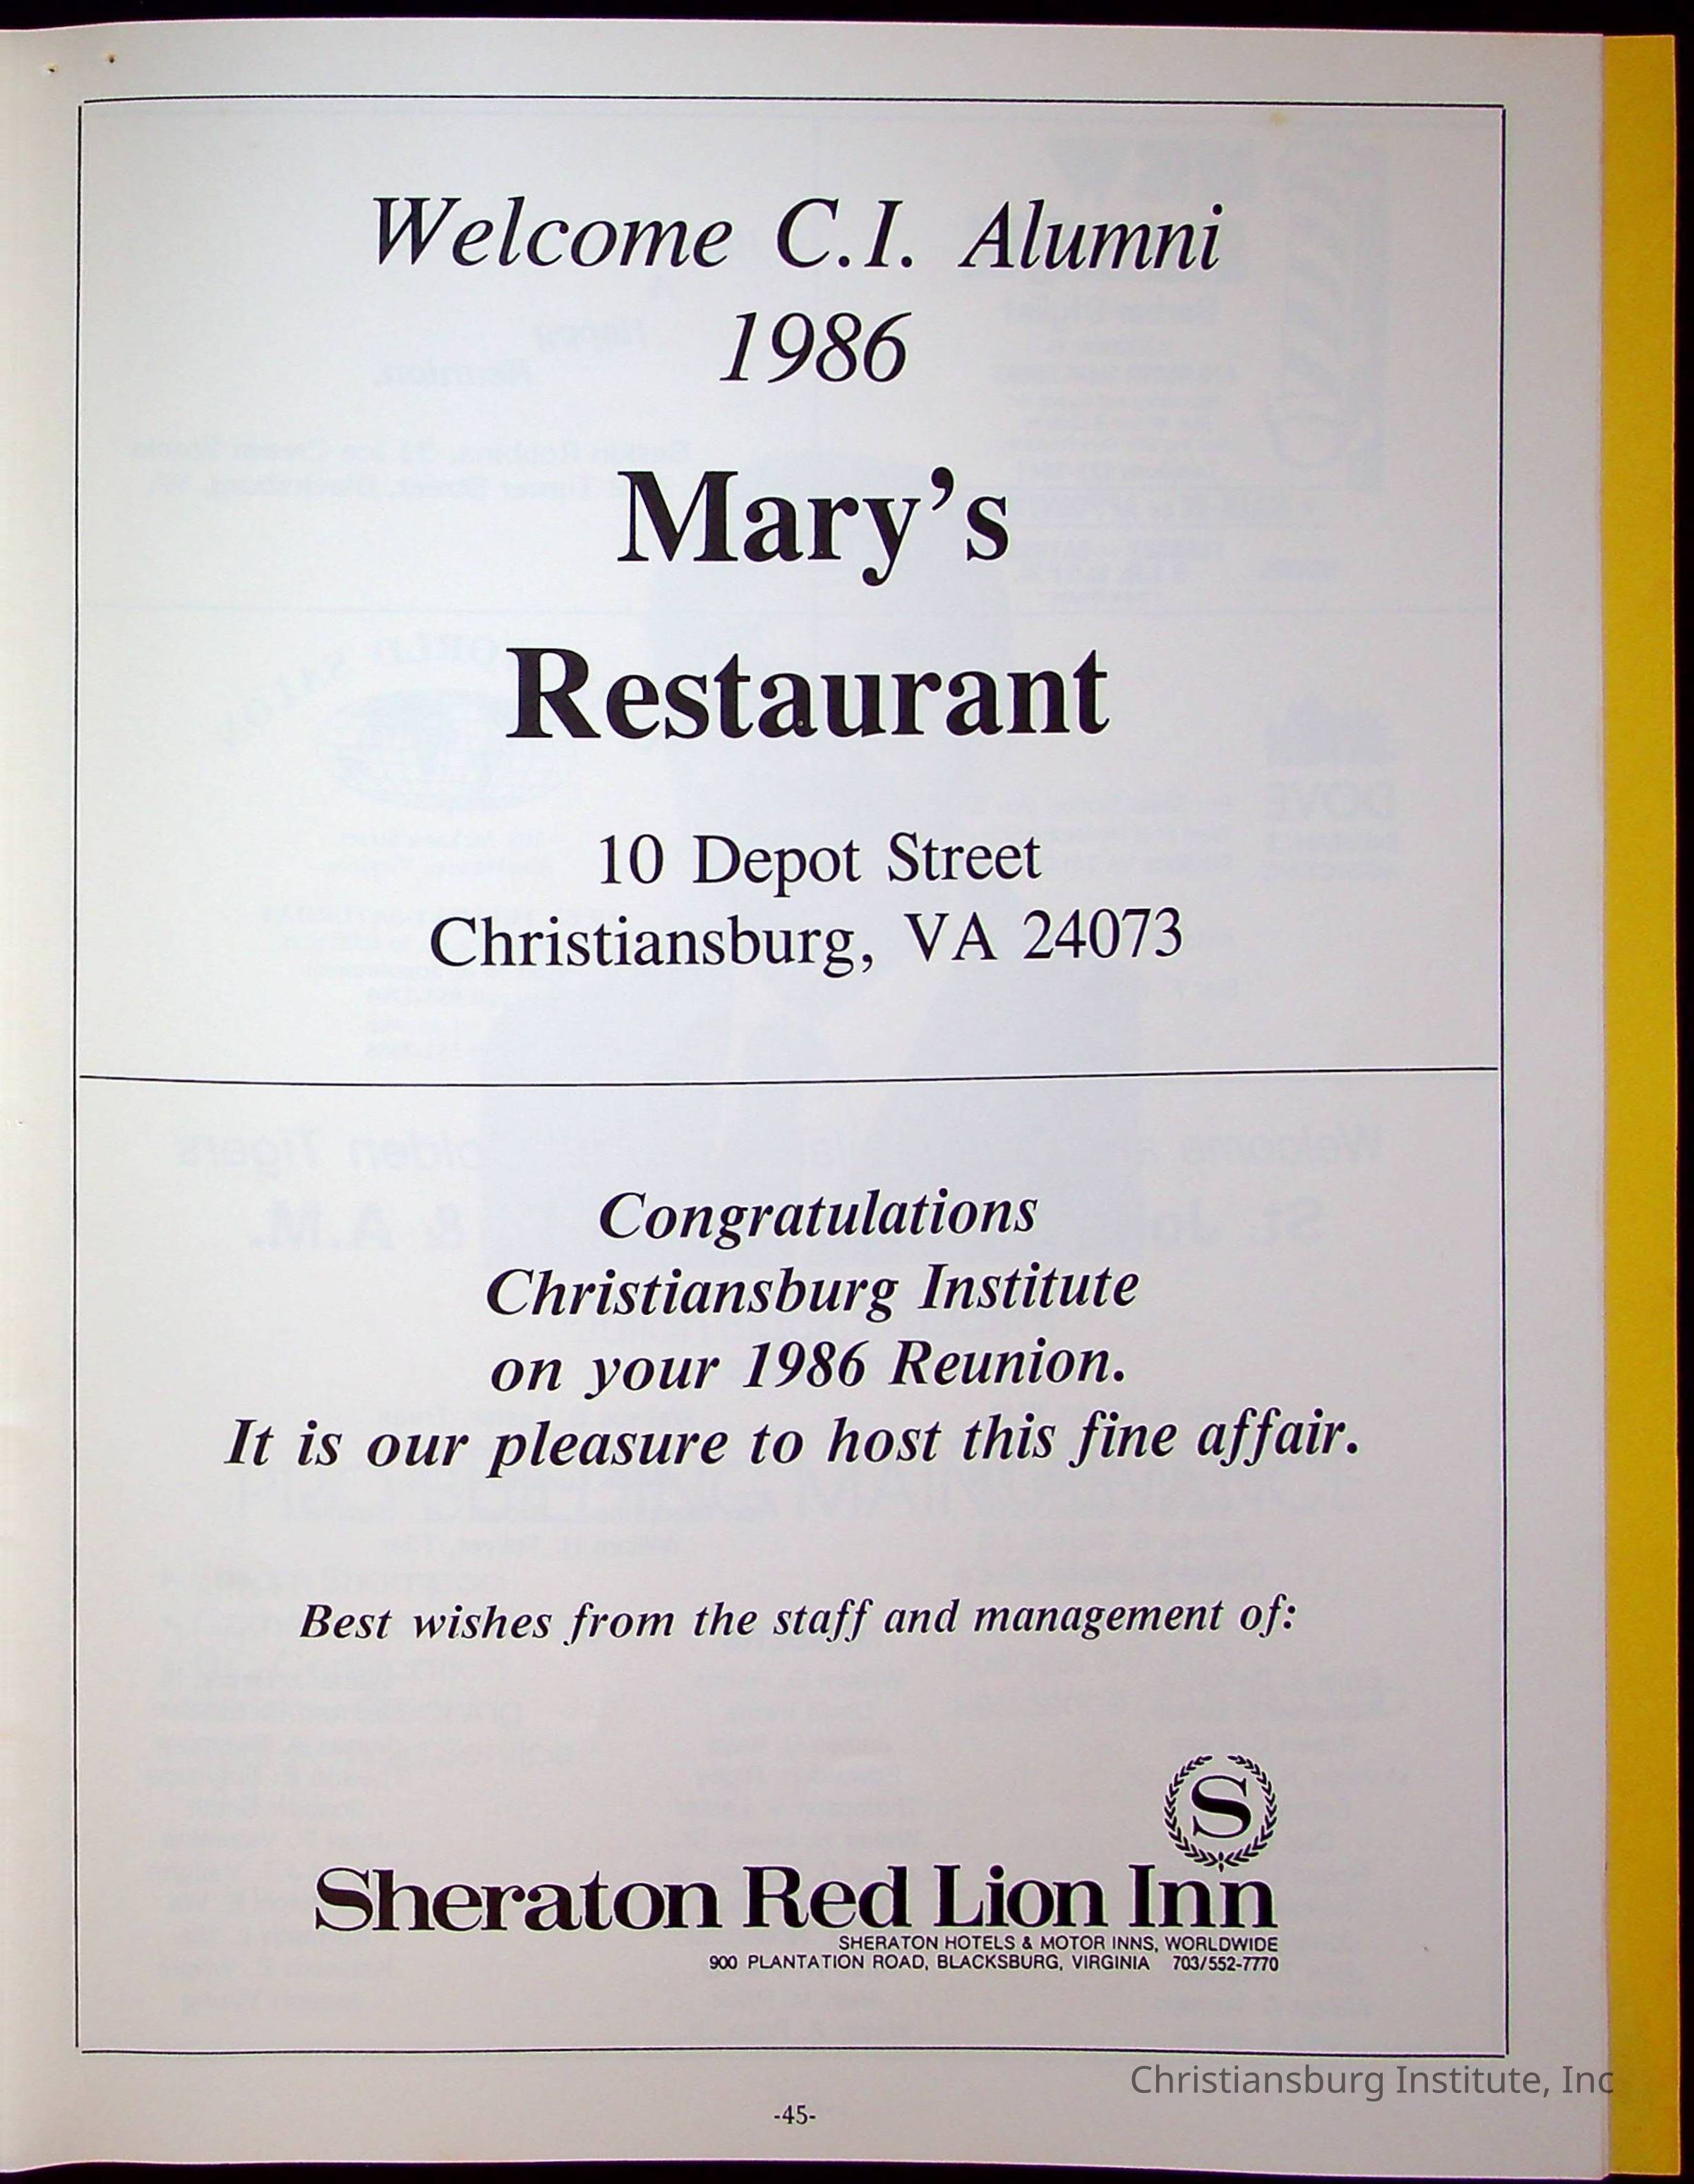 Welcome C.I. Alumni
1986
Mary's
Restaurant
10 Depot Street
Christiansburg, VA 24073
Congratulations
Christiansburg Institute
on your 1986 Reunion.
It is our pleasure to host this fine affair.
Best wishes from the staff and management of:
S
Sheraton Red Lion Inn
SHERATON HOTELS & MOTOR INNS, WORLDWIDE
900 PLANTATION ROAD, BLACKSBURG, VIRGINIA 703/552-7770
Christiansburg Institute, Inc
-45-